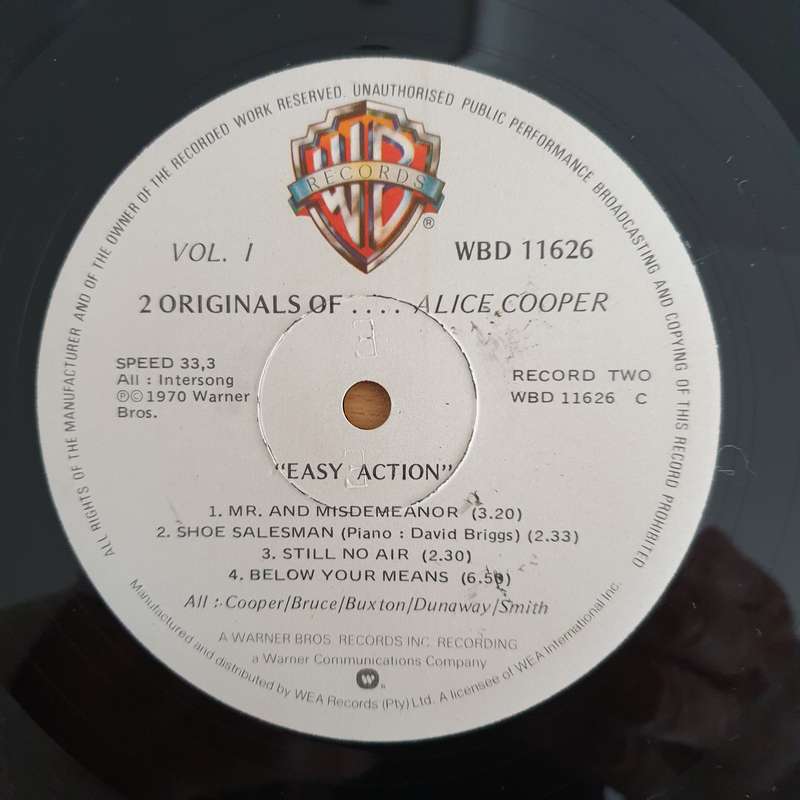 ALL RIGHTS OF THE MANUFACTURER AND OF THE OWNER OF THE RECORDED WORK RESERVED. UNAUTHORISED PUBLIC PERFORMANCE BROADCASTING AND COPYING OF THIS RECORD PROHIBITED
WB
RECORDS
®
VOL. I
WBD 11626
2 ORIGINALS OF .... ALICE COOPER
SPEED 33,3
All : Intersong
Ⓟ©1970 Warner
Bros.
RECORD TWO
WBD 11626 C
"EASY ACTION"
1. MR. AND MISDEMEANOR (3.20)
2. SHOE SALESMAN (Piano : David Briggs) (2.33)
3. STILL NO AIR (2.30)
4. BELOW YOUR MEANS (6.50)
All : Cooper/Bruce/Buxton/Dunaway/Smith
A WARNER BROS. RECORDS INC. RECORDING
a Warner Communications Company
Manufactured and distributed by WEA Records (Pty) Ltd. A licensee of WEA International Inc.